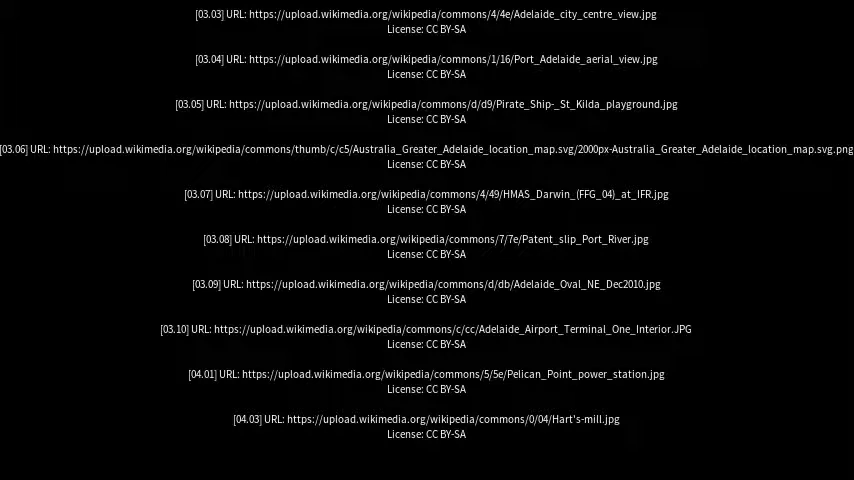 [03.03] URL: https://upload.wikimedia.org/wikipedia/commons/4/4e/Adelaide_city_centre_view.jpg
License: CC BY-SA
[03.04] URL: https://upload.wikimedia.org/wikipedia/commons/1/16/Port_Adelaide_aerial_view.jpg
License: CC BY-SA
[03.05] URL: https://upload.wikimedia.org/wikipedia/commons/d/d9/Pirate_Ship-_St_Kilda_playground.jpg
License: CC BY-SA
[03.06] URL: https://upload.wikimedia.org/wikipedia/commons/thumb/c/c5/Australia_Greater_Adelaide_location_map.svg/2000px-Australia_Greater_Adelaide_location_map.svg.png
License: CC BY-SA
[03.07] URL: https://upload.wikimedia.org/wikipedia/commons/4/49/HMAS_Darwin_(FFG_04)_at_IFR.jpg
License: CC BY-SA
[03.08] URL: https://upload.wikimedia.org/wikipedia/commons/7/7e/Patent_slip_Port_River.jpg
License: CC BY-SA
[03.09] URL: https://upload.wikimedia.org/wikipedia/commons/d/db/Adelaide_Oval_NE_Dec2010.jpg
License: CC BY-SA
[03.10] URL: https://upload.wikimedia.org/wikipedia/commons/c/cc/Adelaide_Airport_Terminal_One_Interior.JPG
License: CC BY-SA
[04.01] URL: https://upload.wikimedia.org/wikipedia/commons/5/5e/Pelican_Point_power_station.jpg
License: CC BY-SA
[04.03] URL: https://upload.wikimedia.org/wikipedia/commons/0/04/Hart's-mill.jpg
License: CC BY-SA